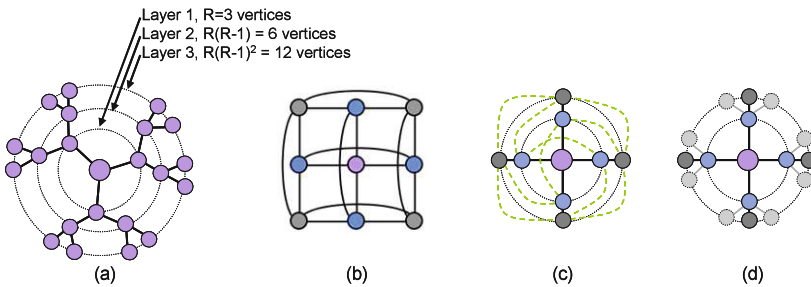 Layer 1, R=3 vertices
Layer 2, R(R-1) = 6 vertices
Layer 3, R(R-1)² = 12 vertices
(a)
(b)
(c)
(d)